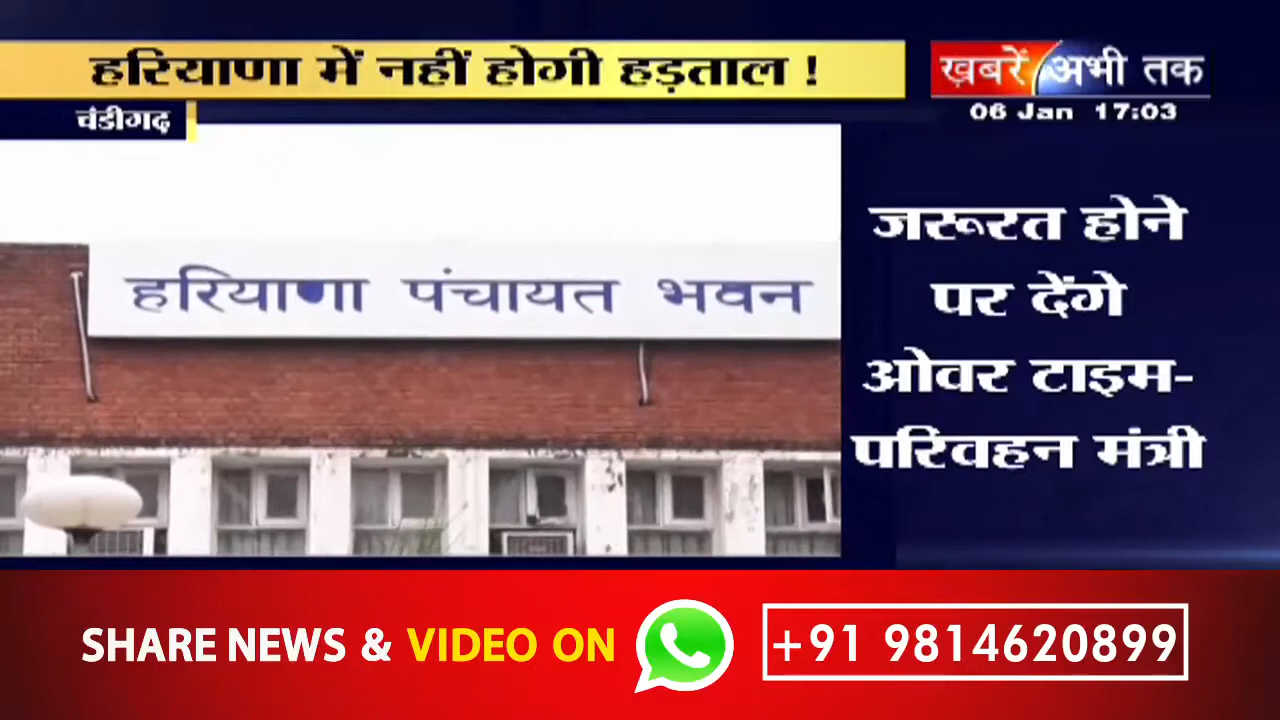 हरियाणा में नहीं होगी हड़ताल !
ख़बरें अभी तक
06 Jan 17:03
चंडीगढ़
हरियाणा पंचायत भवन
जरूरत होने
पर देंगे
ओवर टाइम-
परिवहन मंत्री
SHARE NEWS & VIDEO ON
+91 9814620899